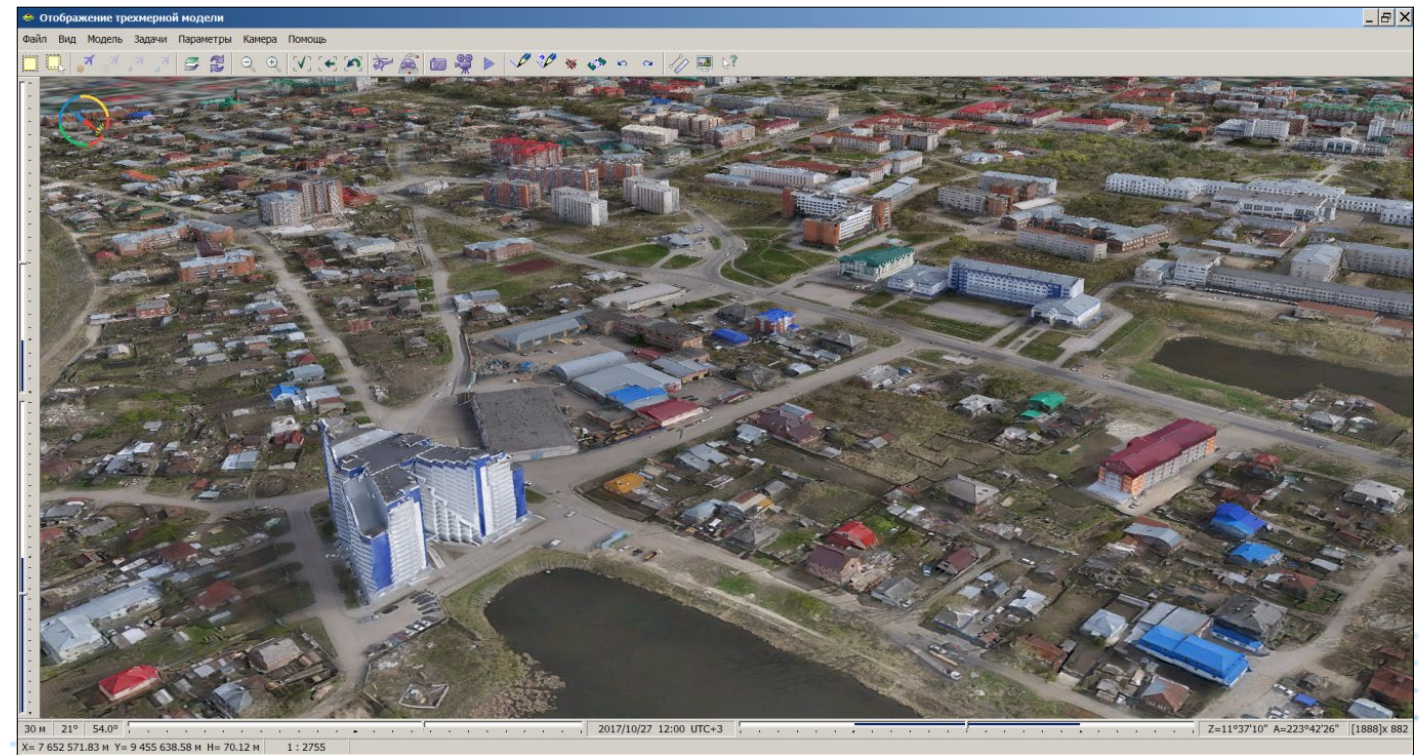 Отображение трехмерной модели
Файл Вид Модель Задачи Параметры Камера Помощь
30 м 21° 54.0° 2017/10/27 12:00 UTC+3 Z=11°37'10" A=223°42'26" [1888]x 882
X= 7 652 571.83 м Y= 9 455 638.58 м H= 70.12 м 1 : 2755